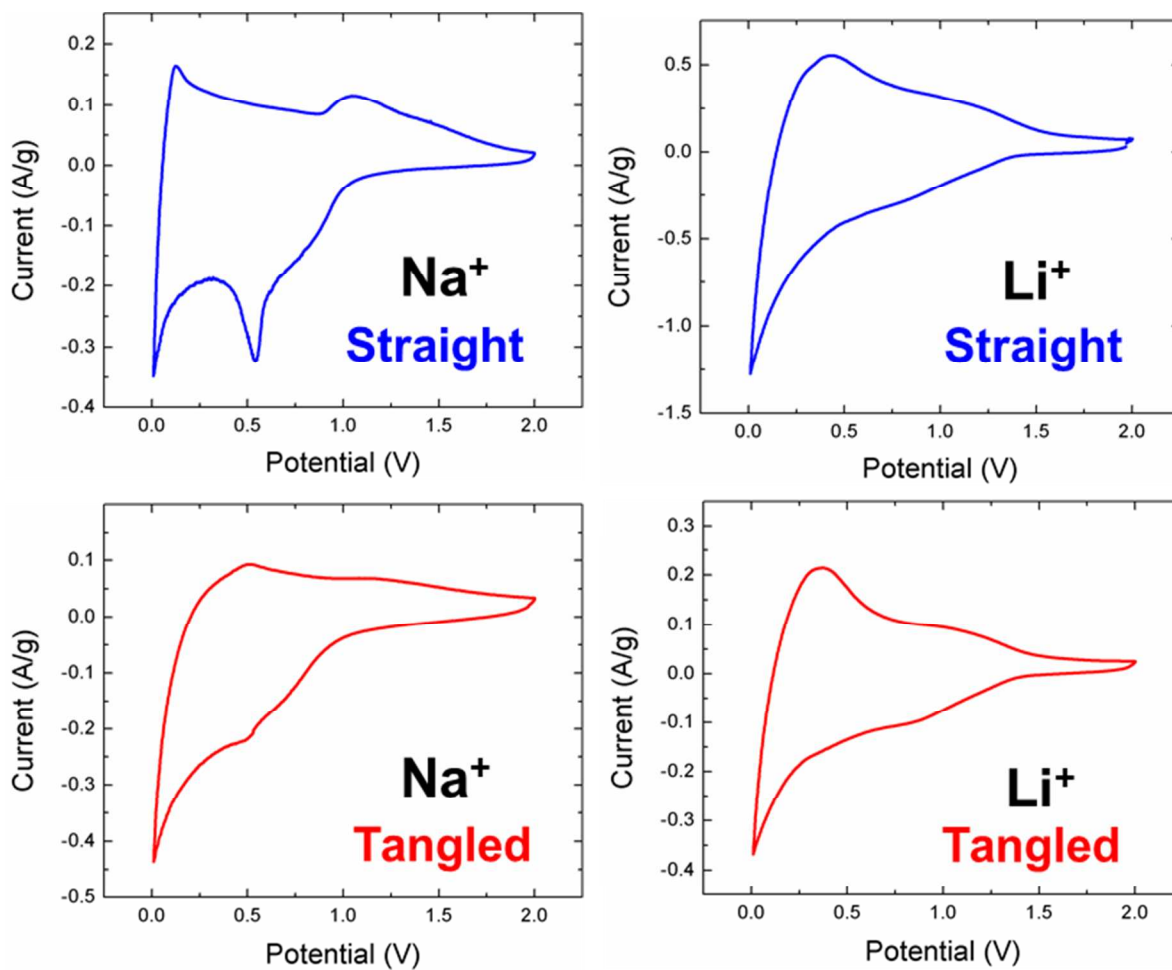 Current (A/g)
0.2
0.1
0.0
-0.1
-0.2
-0.3
-0.4
Na+
Straight
0.0 0.5 1.0 1.5 2.0
Potential (V)
Current (A/g)
0.5
0.0
-0.5
-1.0
-1.5
Li+
Straight
0.0 0.5 1.0 1.5 2.0
Potential (V)
Current (A/g)
0.1
0.0
-0.1
-0.2
-0.3
-0.4
-0.5
Na+
Tangled
0.0 0.5 1.0 1.5 2.0
Potential (V)
Current (A/g)
0.3
0.2
0.1
0.0
-0.1
-0.2
-0.3
-0.4
Li+
Tangled
0.0 0.5 1.0 1.5 2.0
Potential (V)